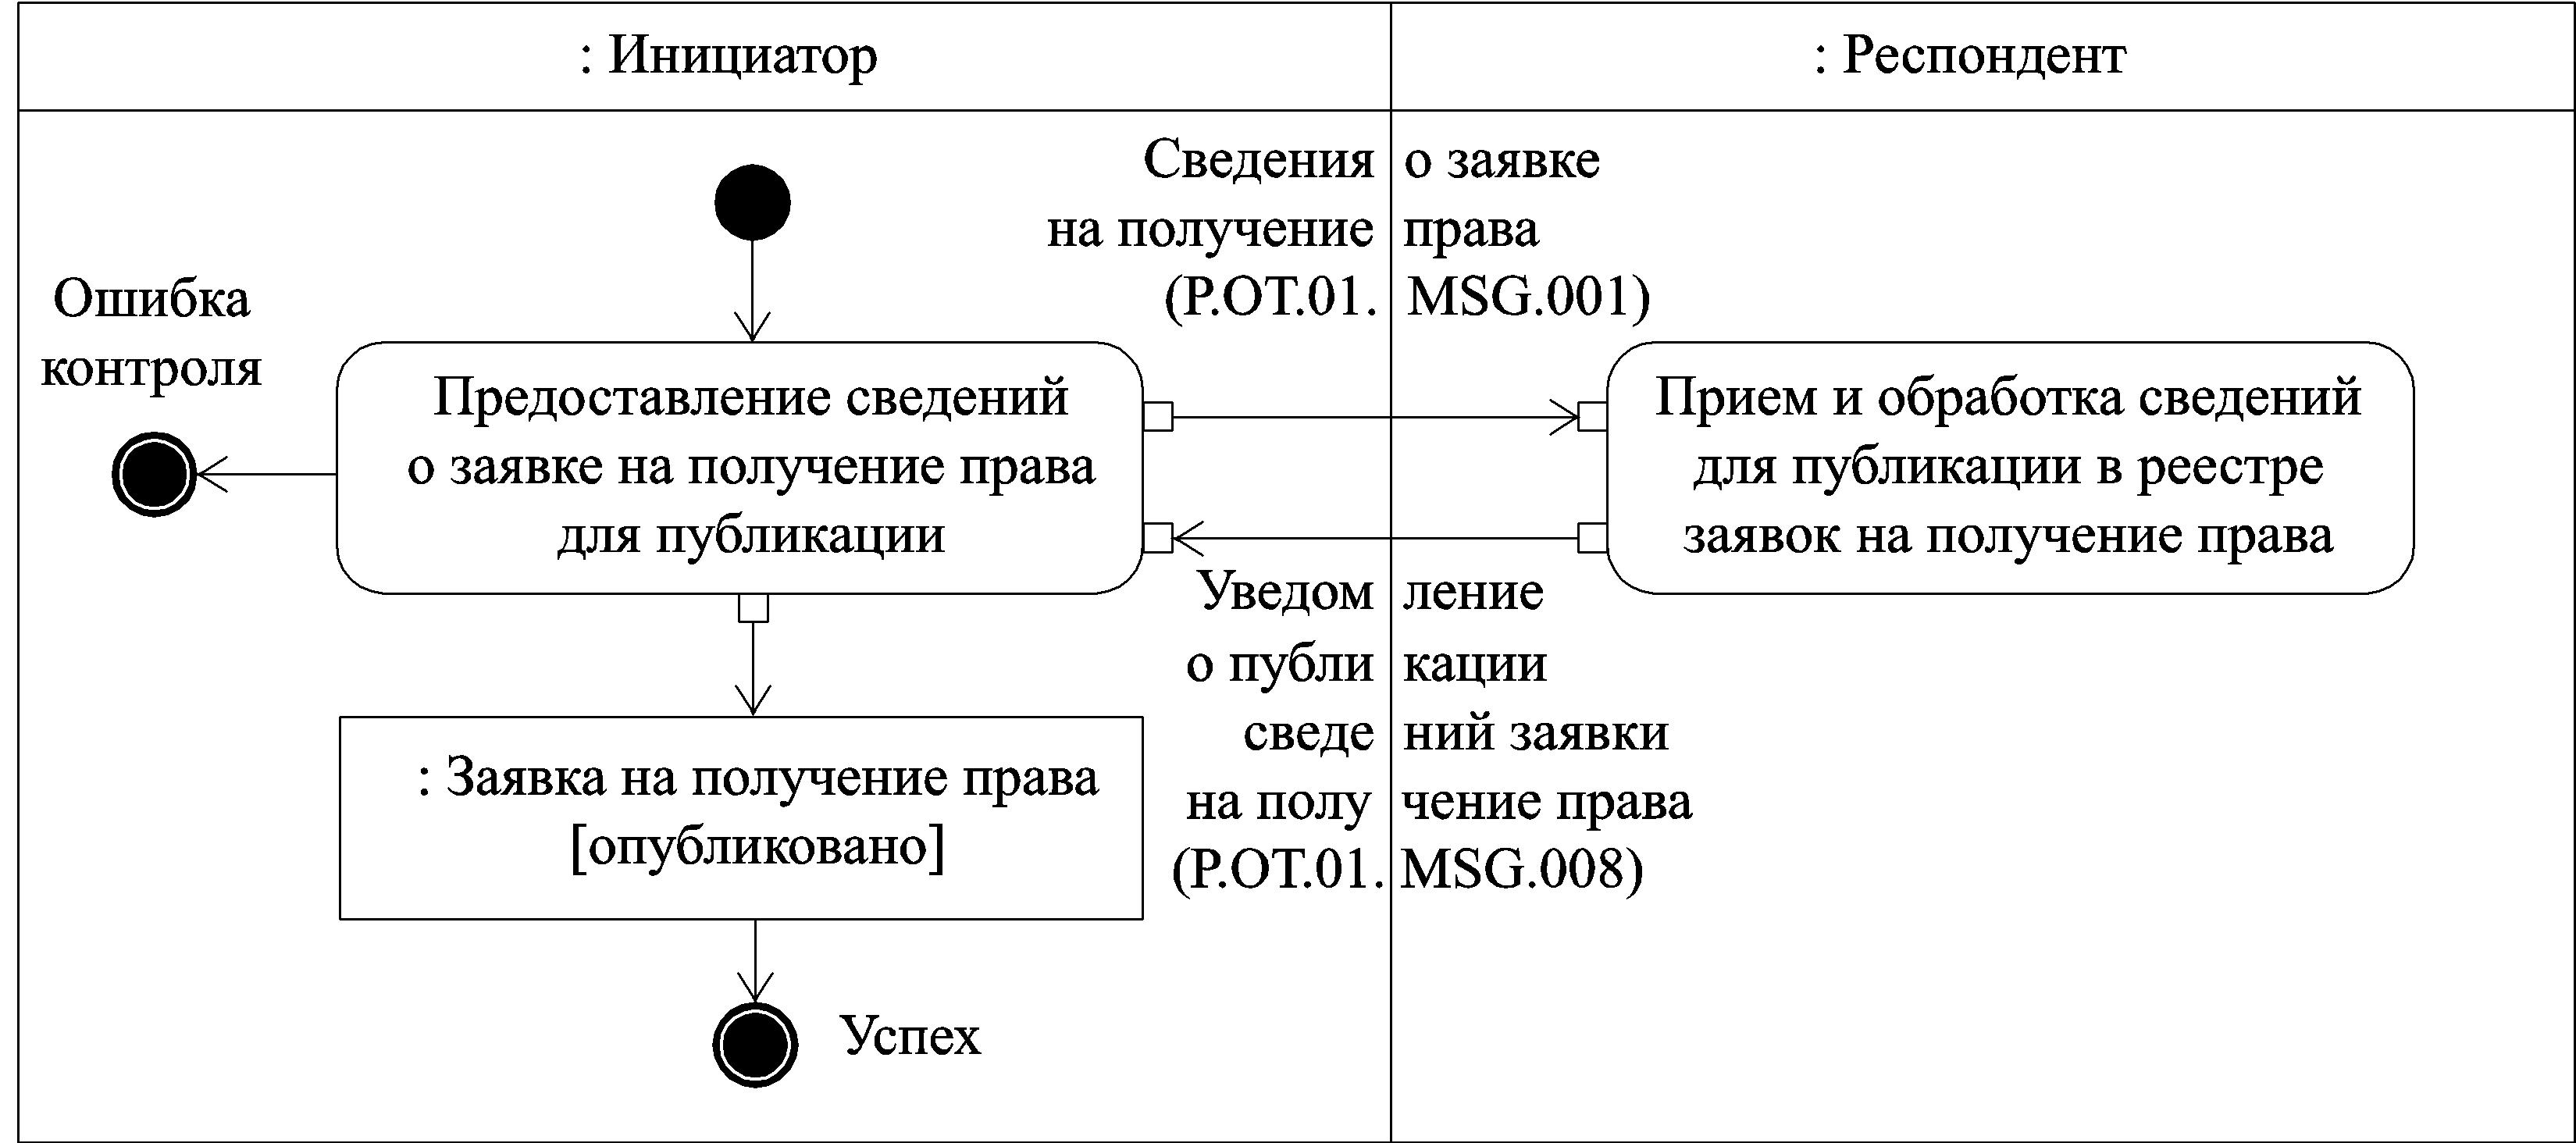 : Инициатор
: Респондент
Сведения о заявке
на получение права
(P.OT.01. MSG.001)
Ошибка
контроля
Предоставление сведений
о заявке на получение права
для публикации
Прием и обработка сведений
для публикации в реестре
заявок на получение права
Уведом ление
о публи кации
сведе ний заявки
на полу чение права
(P.OT.01. MSG.008)
: Заявка на получение права
[опубликовано]
Успех